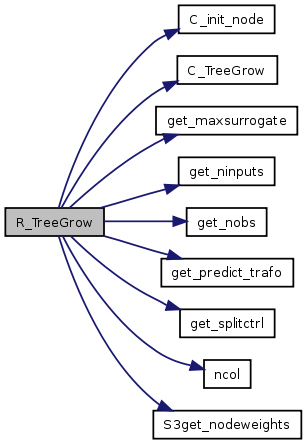 C_init_node
C_TreeGrow
get_maxsurrogate
get_ninputs
R_TreeGrow
get_nobs
get_predict_trafo
get_splitctrl
ncol
S3get_nodeweights